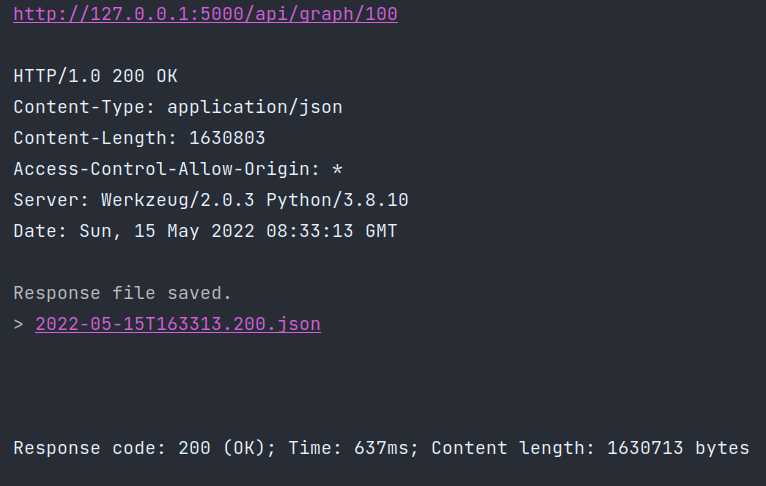 http://127.0.0.1:5000/api/graph/100
HTTP/1.0 200 OK
Content-Type: application/json
Content-Length: 1630803
Access-Control-Allow-Origin: *
Server: Werkzeug/2.0.3 Python/3.8.10
Date: Sun, 15 May 2022 08:33:13 GMT
Response file saved.
> 2022-05-15T163313.200.json
Response code: 200 (OK); Time: 637ms; Content length: 1630713 bytes